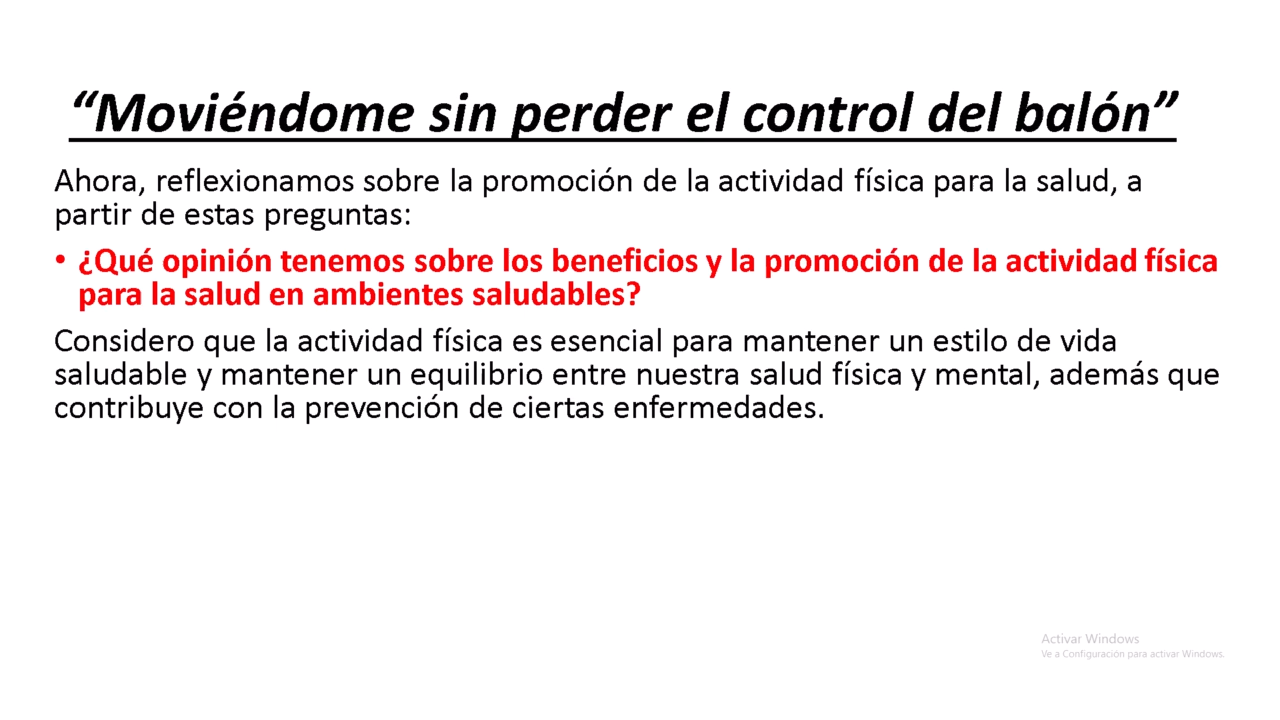 “Moviéndome sin perder el control del balón”
Ahora, reflexionamos sobre la promoción de la actividad física para la salud, a
partir de estas preguntas:
• ¿Qué opinión tenemos sobre los beneficios y la promoción de la actividad física
para la salud en ambientes saludables?
Considero que la actividad física es esencial para mantener un estilo de vida
saludable y mantener un equilibrio entre nuestra salud física y mental, además que
contribuye con la prevención de ciertas enfermedades.
Activar Windows
Ve a Configuración para activar Windows.